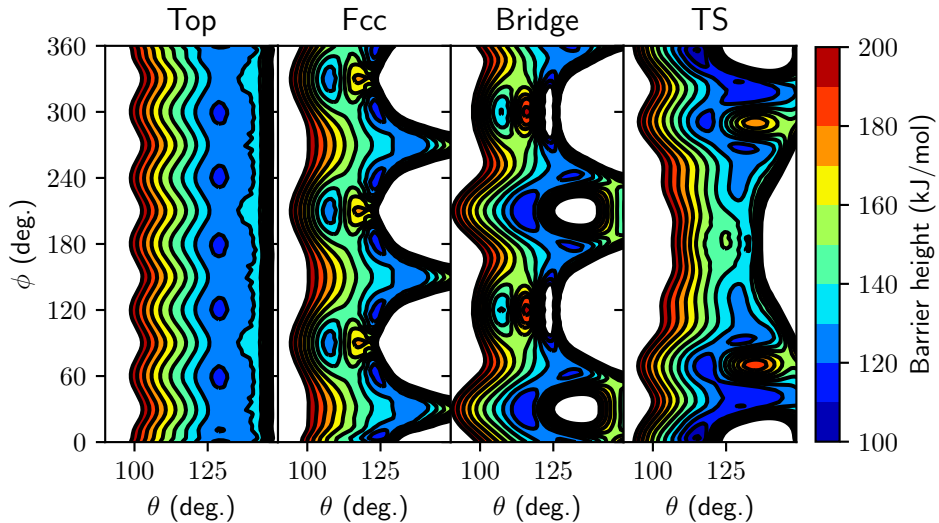 Top Fcc Bridge TS
360
300
240
180
120
60
0
ϕ (deg.)
100 125 100 125 100 125 100 125
θ (deg.) θ (deg.) θ (deg.) θ (deg.)
200
180
160
140
120
100
Barrier height (kJ/mol)